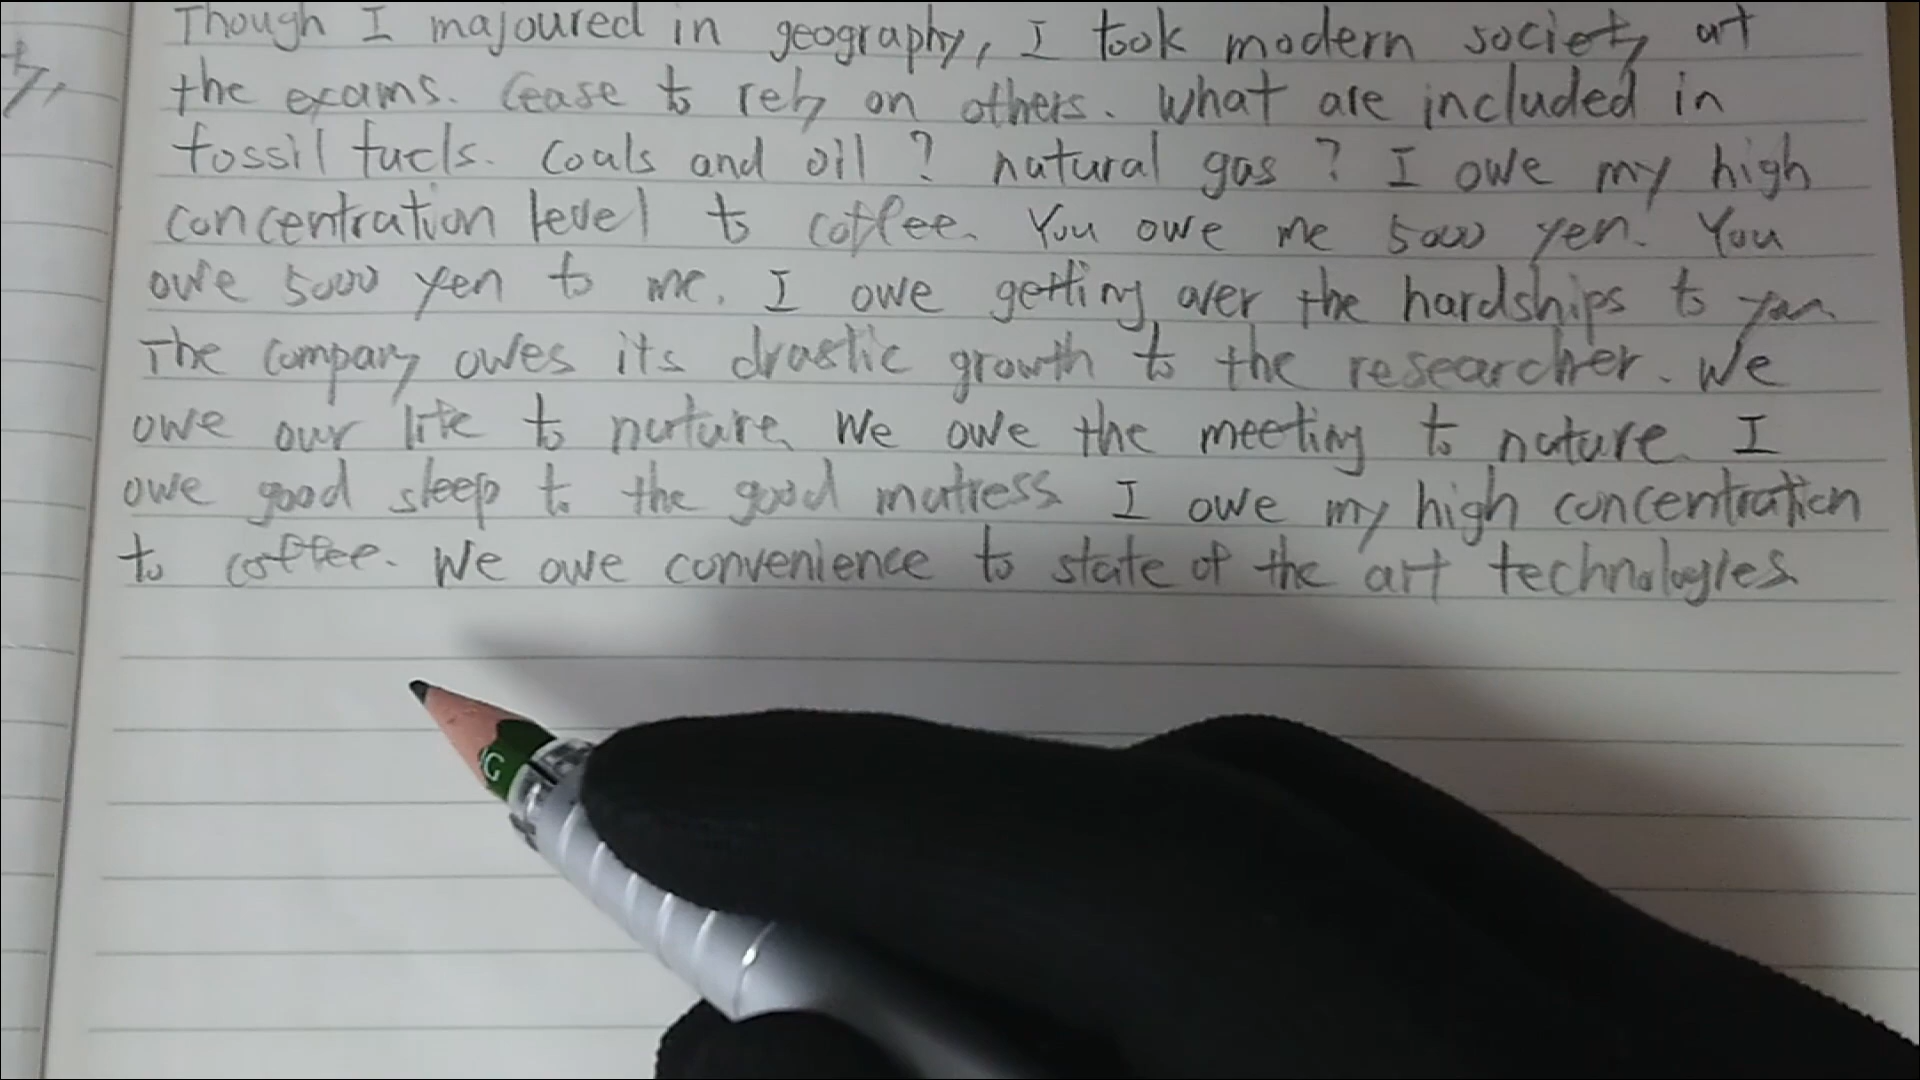 Though I majoured in geography, I took modern society at
the exams. Cease to rely on others. What are included in
fossil fuels. Coals and oil ? natural gas ? I owe my high
concentration level to coffee. You owe me 5000 yen. You
owe 5000 yen to me. I owe getting over the hardships to you
The company owes its drastic growth to the researcher. We
owe our life to nature. We owe the meeting to nature. I
owe good sleep to the good matress I owe my high concentration
to coffee. We owe convenience to state of the art technologies.
G